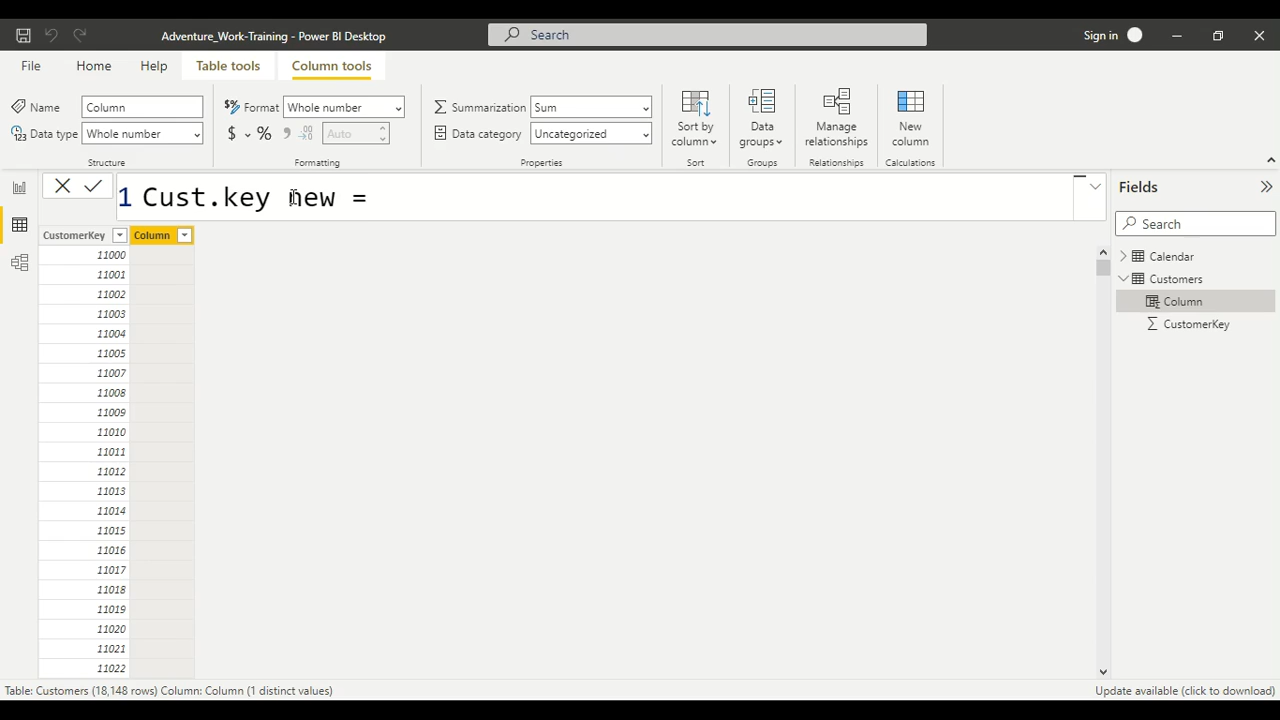 Adventure_Work-Training - Power BI Desktop
Search
Sign in
File
Home
Help
Table tools
Column tools
Name
Column
Format
Whole number
Summarization
Sum
Data type
Whole number
$ %
Auto
Data category
Uncategorized
Sort by
column
Data
groups
Manage
relationships
New
column
Structure
Formatting
Properties
Sort
Groups
Relationships
Calculations
1 Cust.key new =
Fields
Search
CustomerKey
Column
Calendar
Customers
Column
CustomerKey
11000
11001
11002
11003
11004
11005
11007
11008
11009
11010
11011
11012
11013
11014
11015
11016
11017
11018
11019
11020
11021
11022
Table: Customers (18,148 rows) Column: Column (1 distinct values)
Update available (click to download)